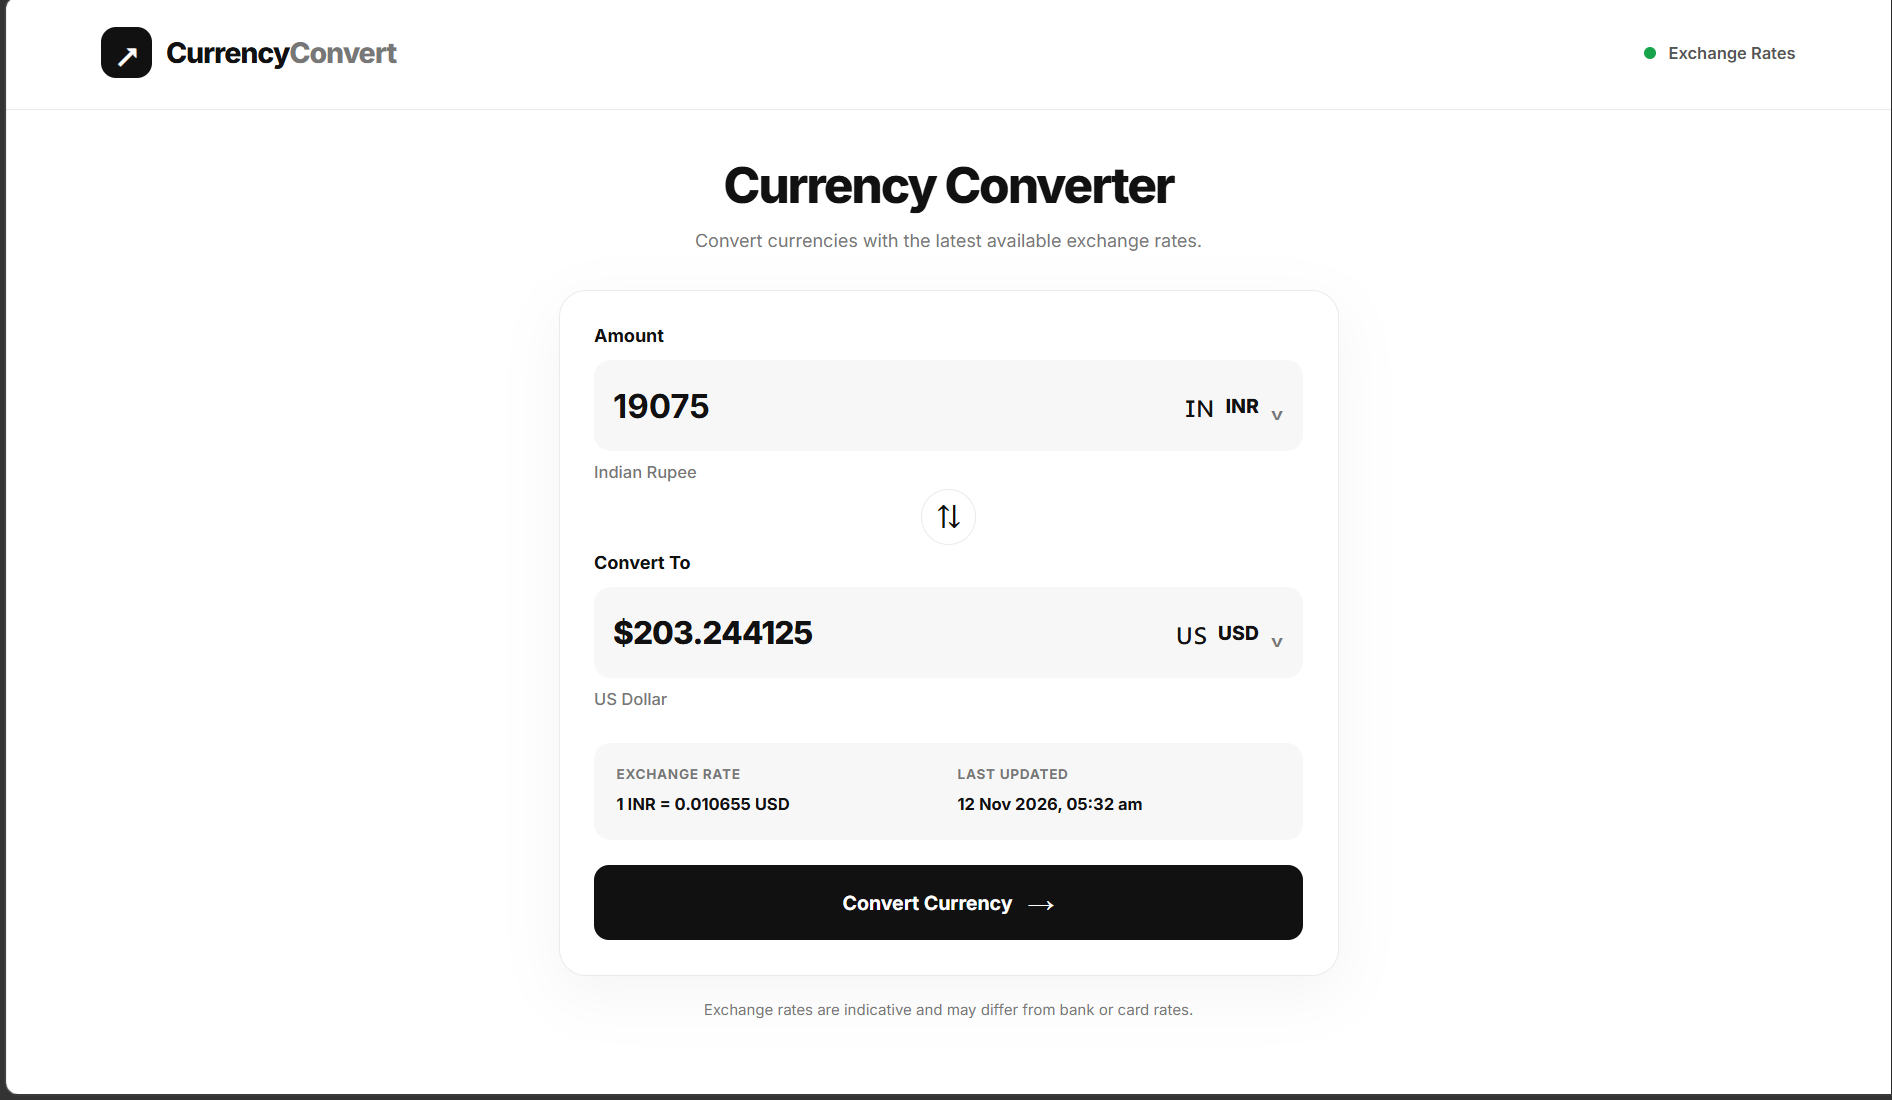 CurrencyConvert
Exchange Rates
Currency Converter
Convert currencies with the latest available exchange rates.
Amount
19075 IN INR v
Indian Rupee
Convert To
$203.244125 US USD v
US Dollar
EXCHANGE RATE LAST UPDATED
1 INR = 0.010655 USD 12 Nov 2026, 05:32 am
Convert Currency →
Exchange rates are indicative and may differ from bank or card rates.